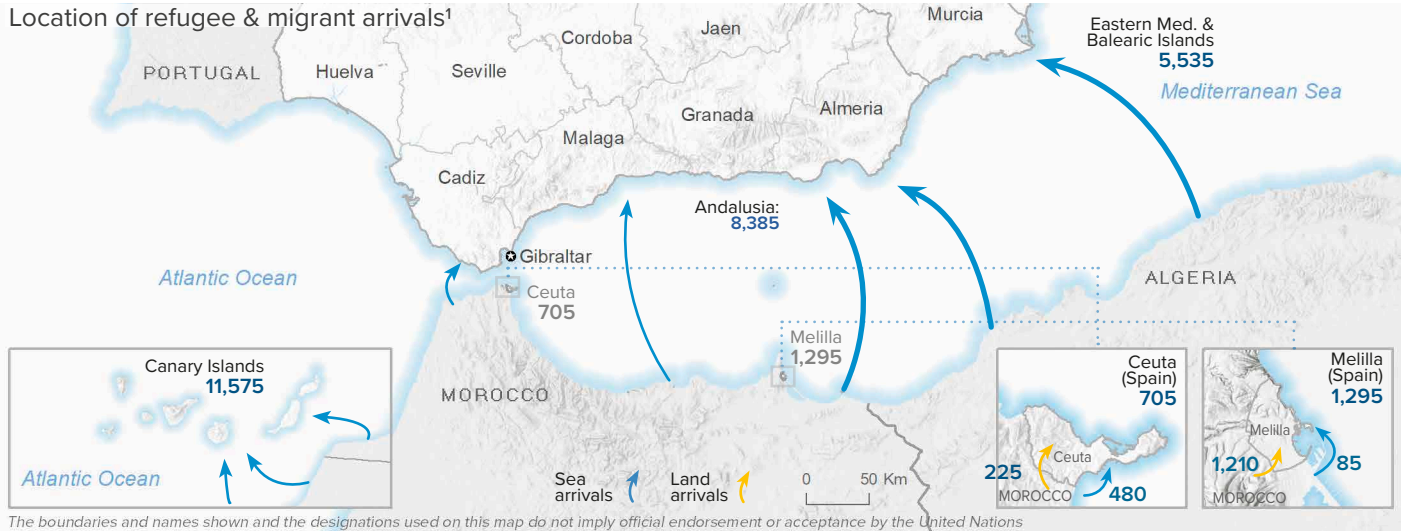 Location of refugee & migrant arrivals¹
Murcia
Eastern Med. &
Balearic Islands
5,535
Cordoba
Jaen
PORTUGAL
Huelva
Seville
Mediterranean Sea
Granada
Almeria
Malaga
Cadiz
Andalusia:
8,385
Gibraltar
Atlantic Ocean
ALGERIA
Ceuta
705
Melilla
1,295
MOROCCO
Canary Islands
11,575
Atlantic Ocean
Sea
arrivals
Land
arrivals
0 50 Km
Ceuta
(Spain)
705
Ceuta
225
MOROCCO
480
Melilla
(Spain)
1,295
Melilla
1,210
85
MOROCCO
The boundaries and names shown and the designations used on this map do not imply official endorsement or acceptance by the United Nations